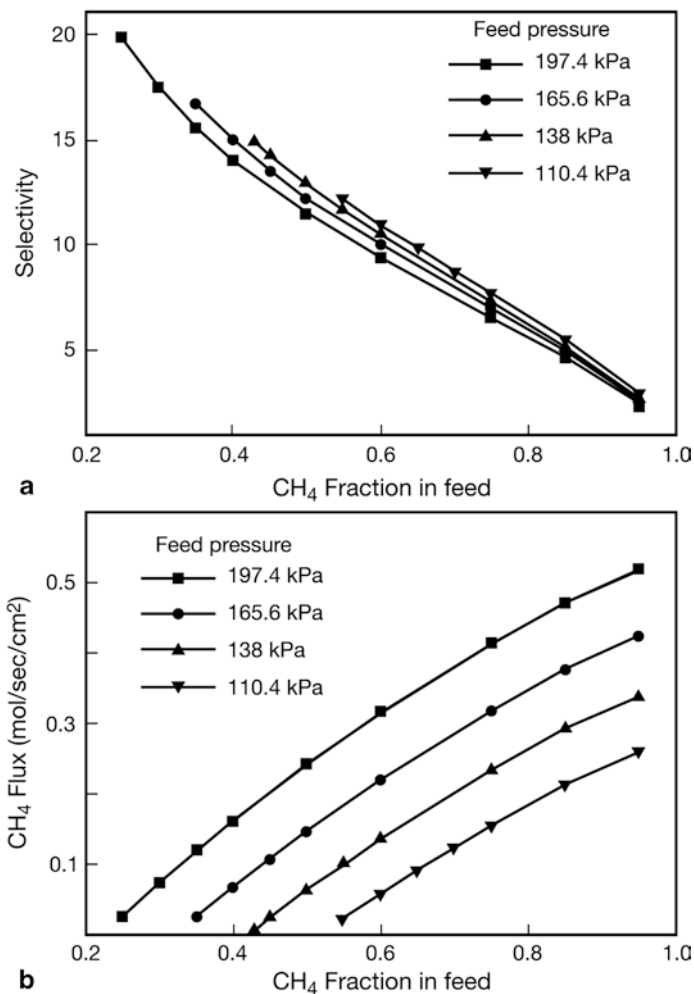 Feed pressure
197.4 kPa
165.6 kPa
138 kPa
110.4 kPa
20
15
10
5
Selectivity
0.2 0.4 0.6 0.8 1.0
a CH₄ Fraction in feed
Feed pressure
197.4 kPa
165.6 kPa
138 kPa
110.4 kPa
0.5
0.3
0.1
CH₄ Flux (mol/sec/cm²)
0.2 0.4 0.6 0.8 1.0
b CH₄ Fraction in feed